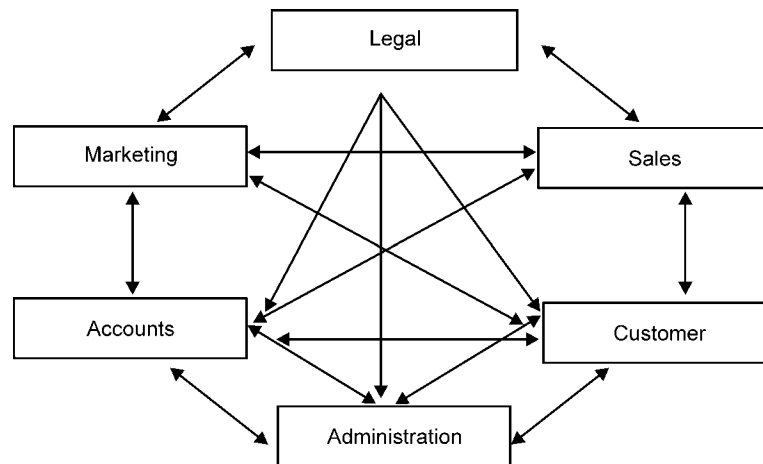 Legal
Marketing
Sales
Accounts
Customer
Administration